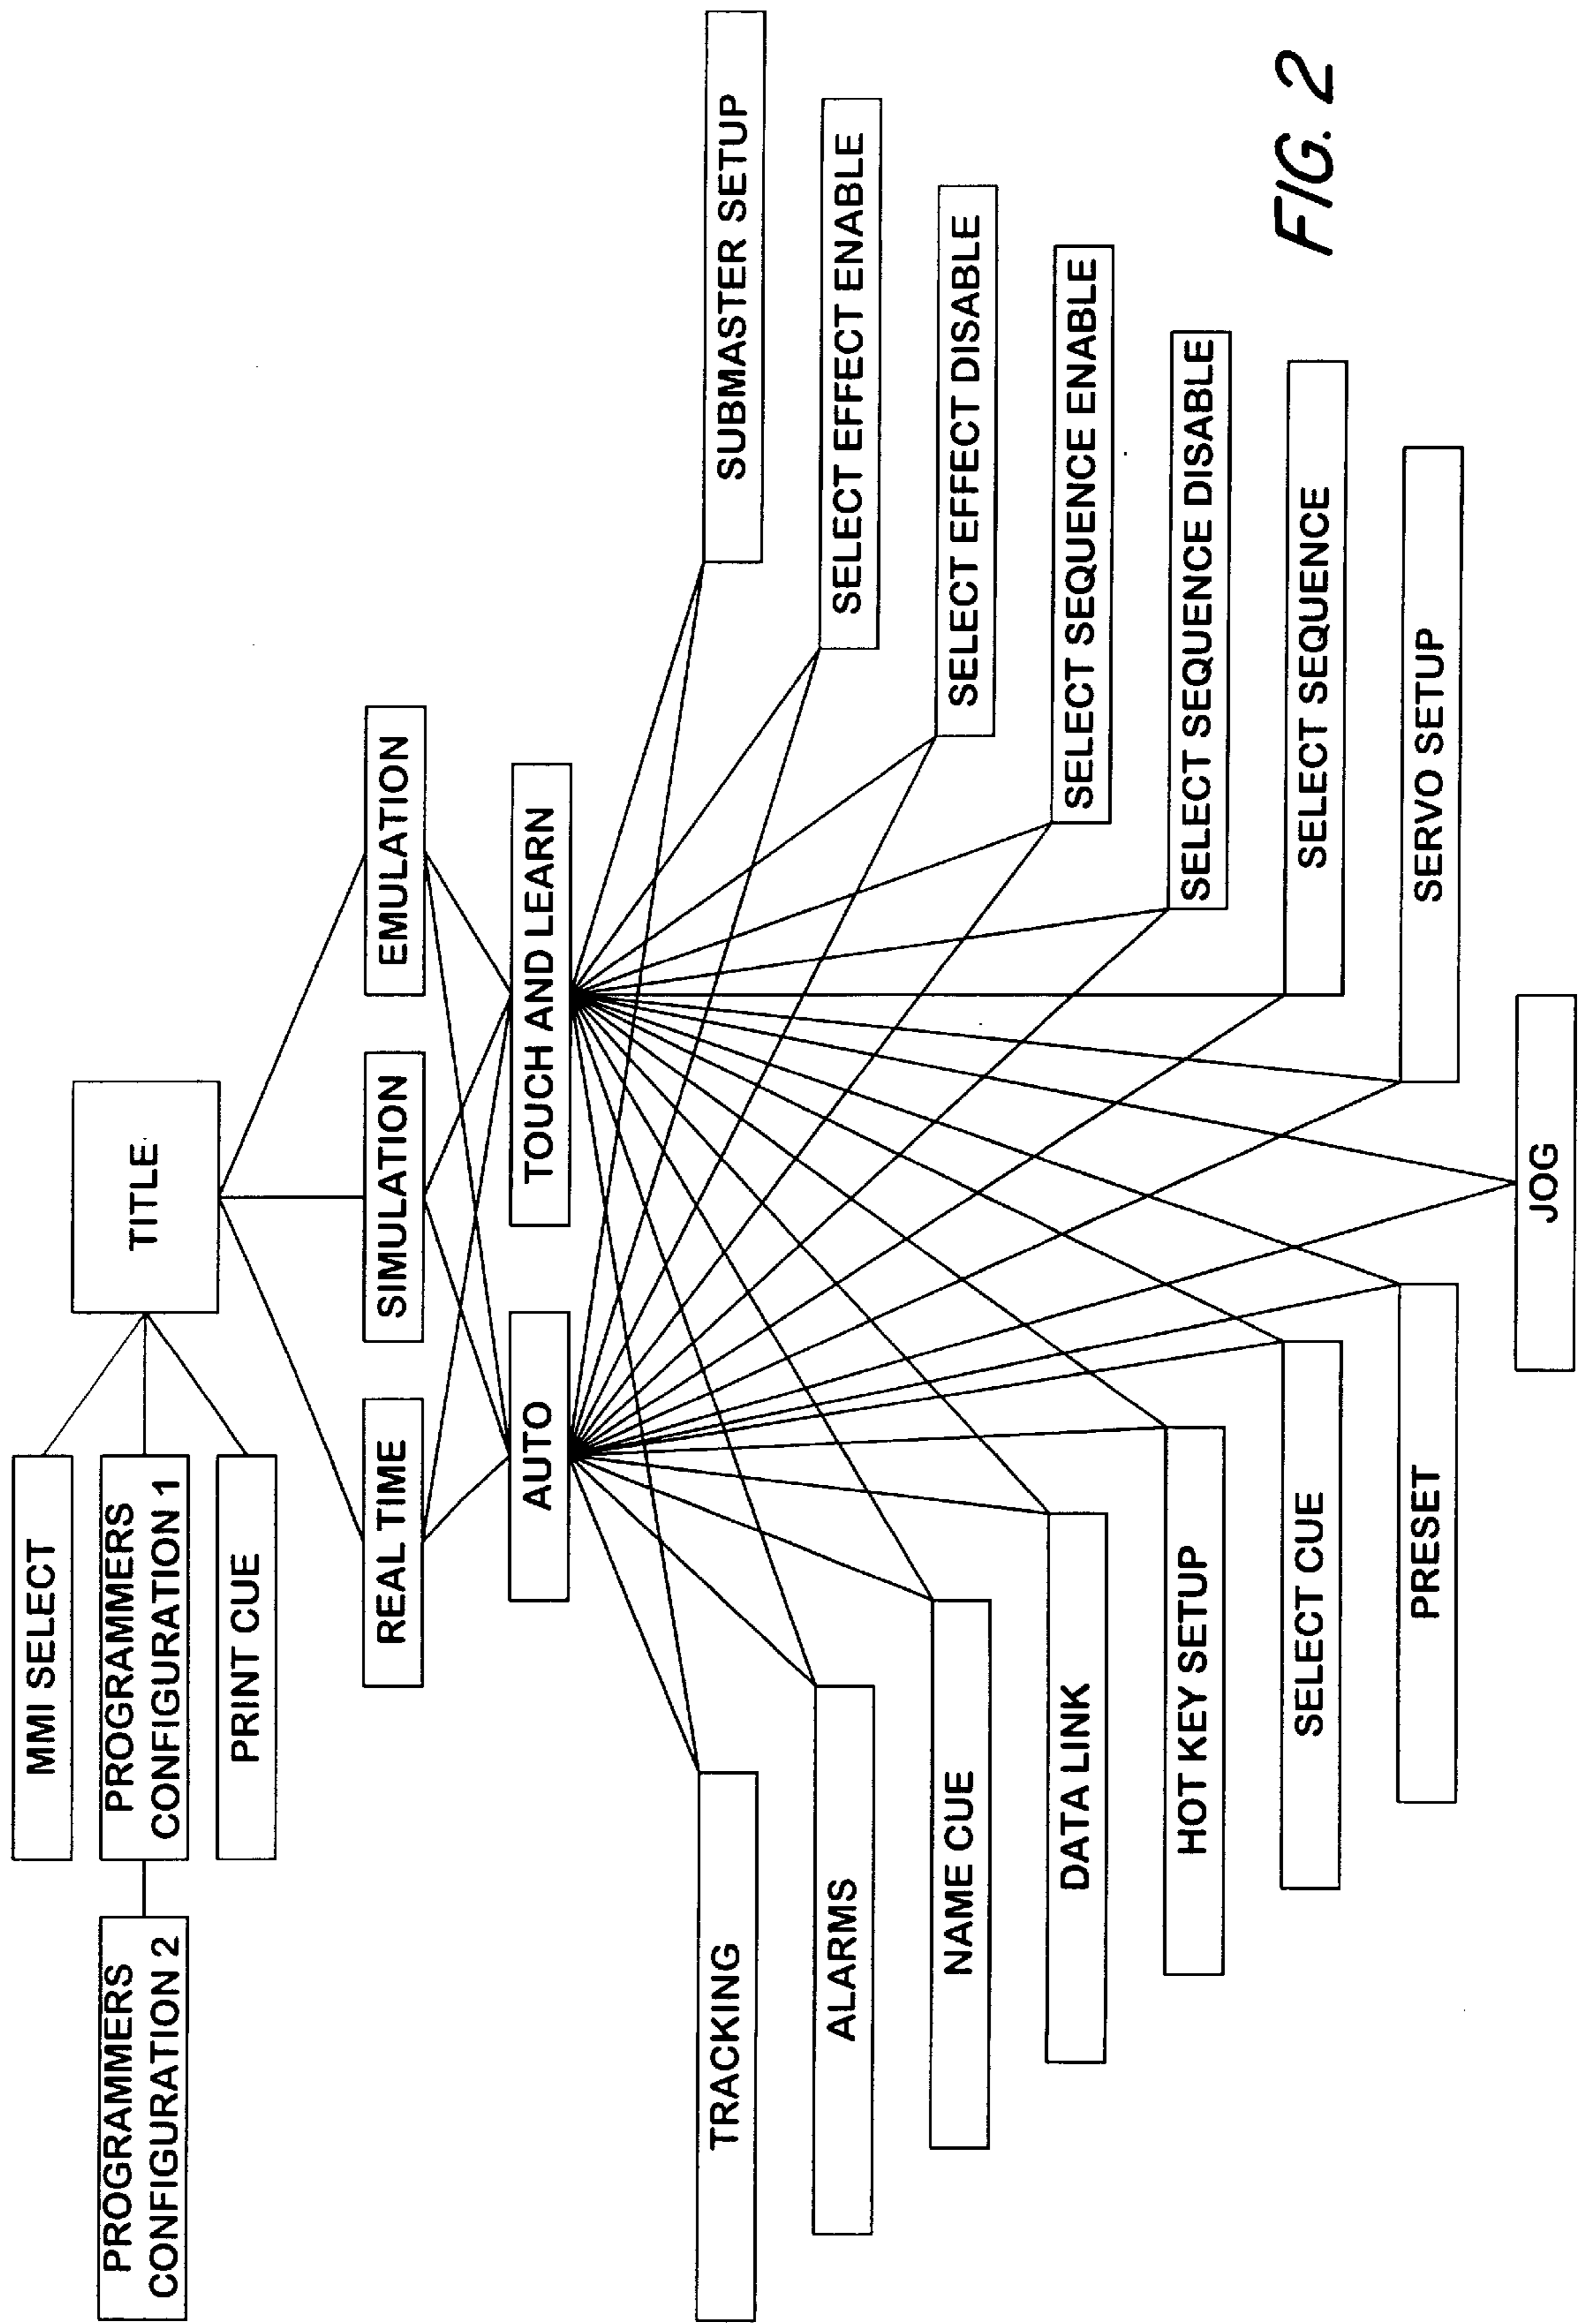 MMI SELECT
PROGRAMMERS
CONFIGURATION 2
PROGRAMMERS
CONFIGURATION 1
TITLE
PRINT CUE
REAL TIME
SIMULATION
EMULATION
AUTO
TOUCH AND LEARN
TRACKING
SUBMASTER SETUP
ALARMS
SELECT EFFECT ENABLE
NAME CUE
SELECT EFFECT DISABLE
DATA LINK
SELECT SEQUENCE ENABLE
HOT KEY SETUP
SELECT SEQUENCE DISABLE
SELECT CUE
SELECT SEQUENCE
PRESET
SERVO SETUP
JOG
FIG. 2